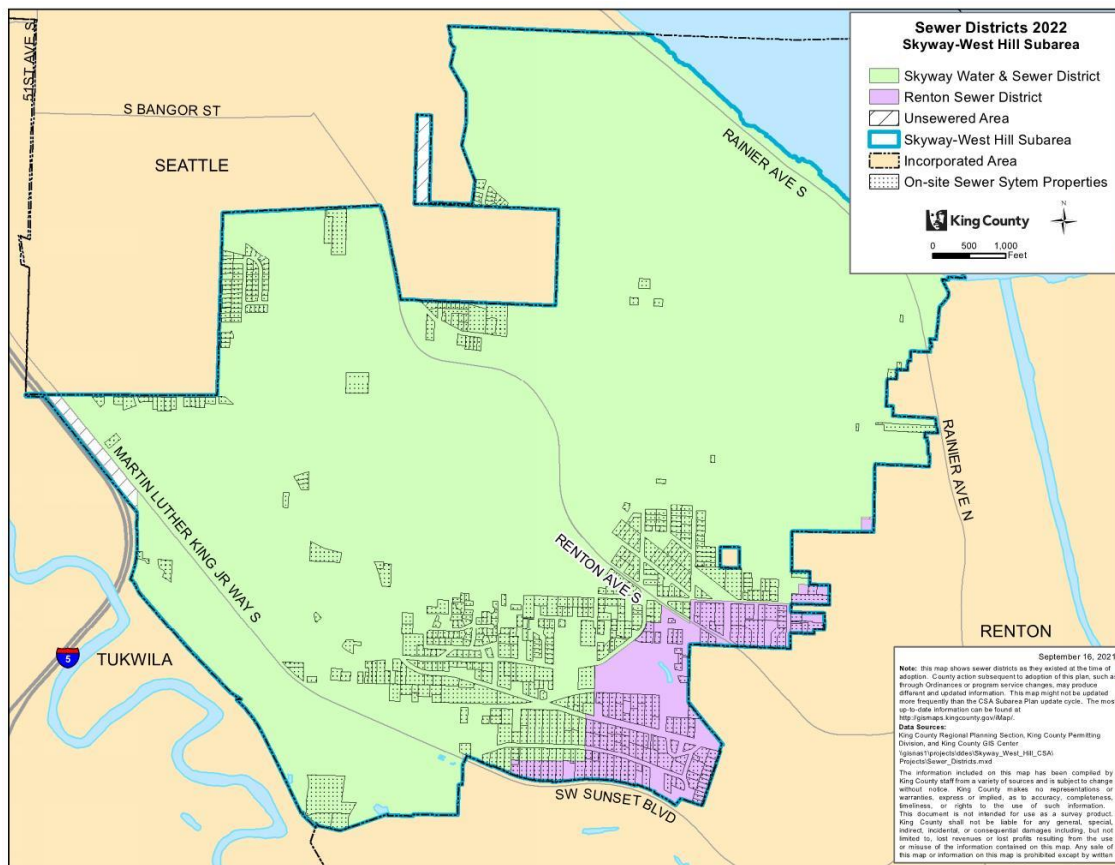 Sewer Districts 2022
Skyway-West Hill Subarea
Skyway Water & Sewer District
Renton Sewer District
Unsewered Area
Skyway-West Hill Subarea
Incorporated Area
On-site Sewer Sytem Properties
King County
N
0 500 1,000
Feet
51ST AVE S
S BANGOR ST
SEATTLE
RAINIER AVE S
MARTIN LUTHER KING JR WAY S
RENTON AVE S
RAINIER AVE N
5
TUKWILA
RENTON
SW SUNSET BLVD
September 16, 2021
Note: this map shows sewer districts as they existed at the time of
adoption. County action subsequent to adoption of this plan, such as
through Ordinances or program service changes, may produce
different and updated information. This map might not be updated
more frequently than the CSA Subarea Plan update cycle. The most
up-to-date information can be found at
http://gismaps.kingcounty.gov/iMap/.
Data Sources:
King County Regional Planning Section, King County Permitting
Division, and King County GIS Center
\\gisnas1\projects\ddes\Skyway_West_Hill_CSA\
Projects\Sewer_Districts.mxd
The information included on this map has been compiled by
King County staff from a variety of sources and is subject to change
without notice. King County makes no representations or
warranties, express or implied, as to accuracy, completeness,
timeliness, or rights to the use of such information.
This document is not intended for use as a survey product.
King County shall not be liable for any general, special,
indirect, incidental, or consequential damages including, but not
limited to, lost revenues or lost profits resulting from the use
or misuse of the information contained on this map. Any sale of
this map or information on this map is prohibited except by written